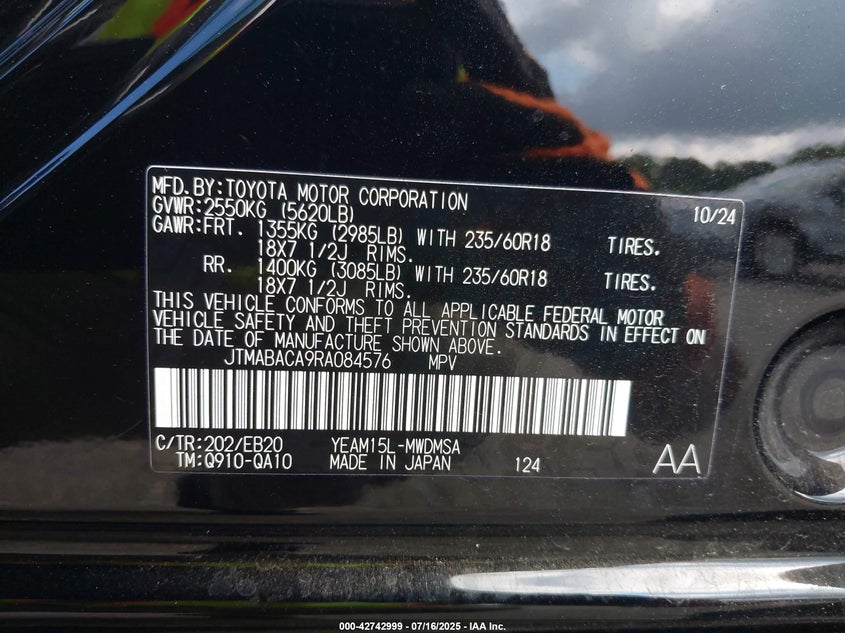 MFD.BY:TOYOTA MOTOR CORPORATION 10/24
GVWR:2550KG (5620LB)
GAWR:FRT. 1355KG (2985LB) WITH 235/60R18 TIRES.
18X7 1/2J RIMS.
RR. 1400KG (3085LB) WITH 235/60R18 TIRES.
18X7 1/2J RIMS.
THIS VEHICLE CONFORMS TO ALL APPLICABLE FEDERAL MOTOR
VEHICLE SAFETY AND THEFT PREVENTION STANDARDS IN EFFECT ON
THE DATE OF MANUFACTURE SHOWN ABOVE.
JTMABACA9RA084576 MPV
C/TR:202/EB20 YEAM15L-MWDMSA
TM:Q910-QA10 MADE IN JAPAN 124 AA
000-42742999 - 07/16/2025 - IAA Inc.